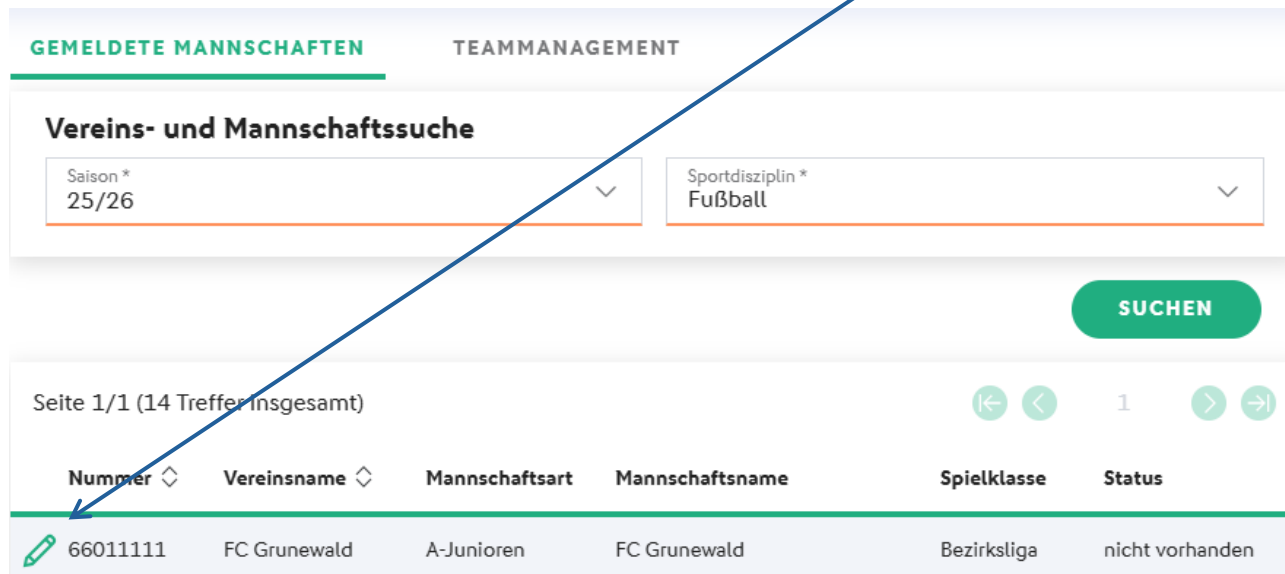 GEMELDETE MANNSCHAFTEN TEAMMANAGEMENT
Vereins- und Mannschaftssuche
Saison * Sportdisziplin *
25/26 Fußball
SUCHEN
Seite 1/1 (14 Treffer insgesamt) 1
Nummer Vereinsname Mannschaftsart Mannschaftsname Spielklasse Status
66011111 FC Grunewald A-Junioren FC Grunewald Bezirksliga nicht vorhanden